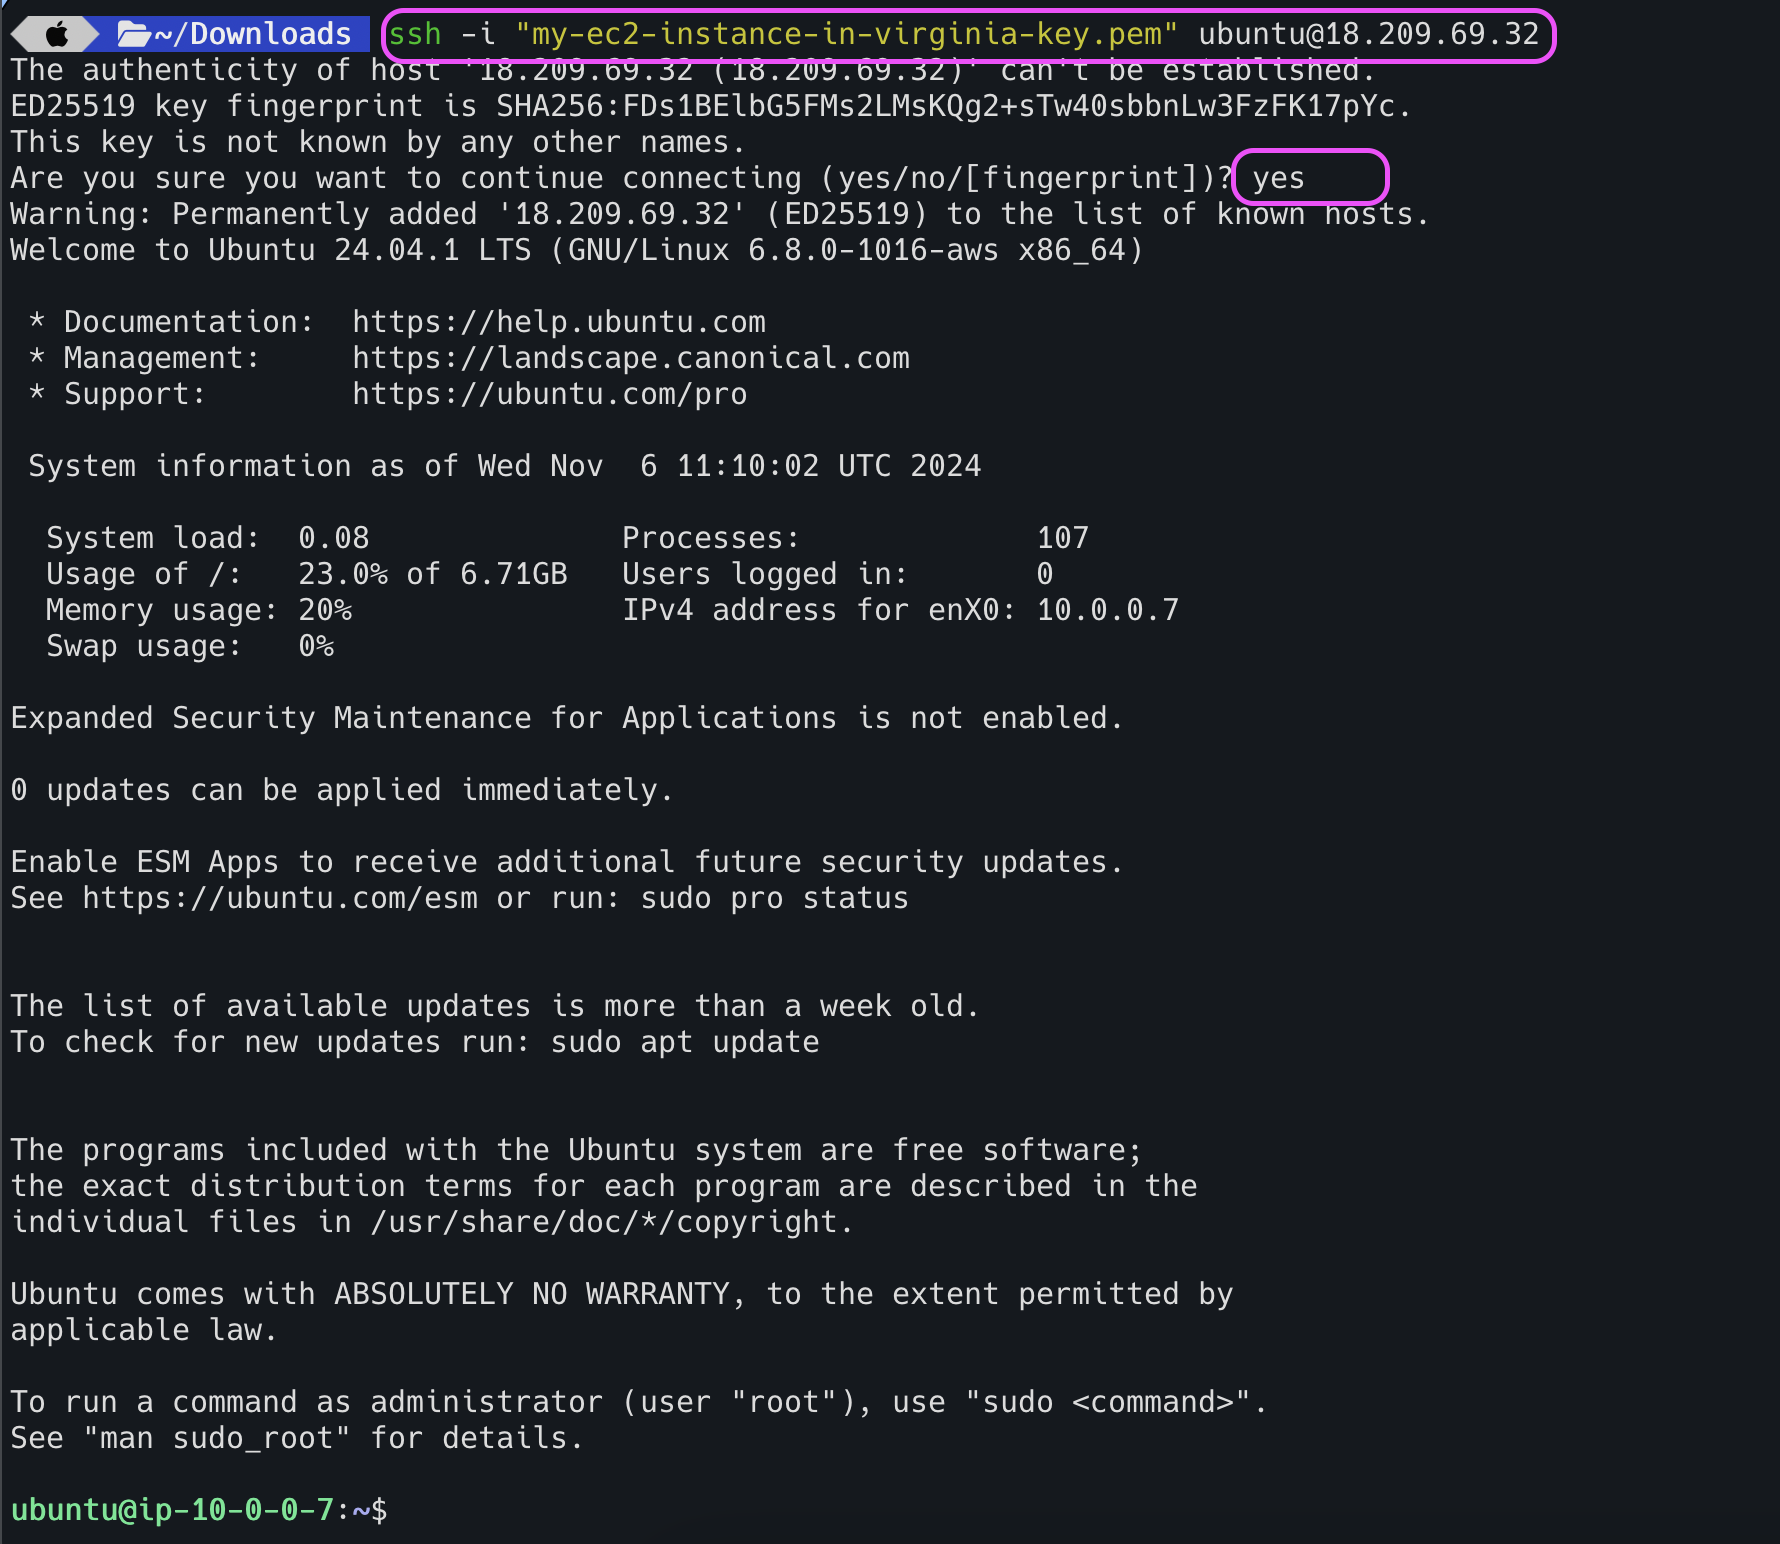 ~/Downloads ssh -i "my-ec2-instance-in-virginia-key.pem" ubuntu@18.209.69.32
The authenticity of host '18.209.69.32 (18.209.69.32)' can't be established.
ED25519 key fingerprint is SHA256:FDs1BElbG5FMs2LMsKQg2+sTw40sbbnLw3FzFK17pYc.
This key is not known by any other names.
Are you sure you want to continue connecting (yes/no/[fingerprint])? yes
Warning: Permanently added '18.209.69.32' (ED25519) to the list of known hosts.
Welcome to Ubuntu 24.04.1 LTS (GNU/Linux 6.8.0-1016-aws x86_64)

 * Documentation:  https://help.ubuntu.com
 * Management:     https://landscape.canonical.com
 * Support:        https://ubuntu.com/pro

 System information as of Wed Nov  6 11:10:02 UTC 2024

  System load:  0.08              Processes:             107
  Usage of /:   23.0% of 6.71GB   Users logged in:       0
  Memory usage: 20%               IPv4 address for enX0: 10.0.0.7
  Swap usage:   0%

Expanded Security Maintenance for Applications is not enabled.

0 updates can be applied immediately.

Enable ESM Apps to receive additional future security updates.
See https://ubuntu.com/esm or run: sudo pro status

The list of available updates is more than a week old.
To check for new updates run: sudo apt update

The programs included with the Ubuntu system are free software;
the exact distribution terms for each program are described in the
individual files in /usr/share/doc/*/copyright.

Ubuntu comes with ABSOLUTELY NO WARRANTY, to the extent permitted by
applicable law.

To run a command as administrator (user "root"), use "sudo <command>".
See "man sudo_root" for details.

ubuntu@ip-10-0-0-7:~$